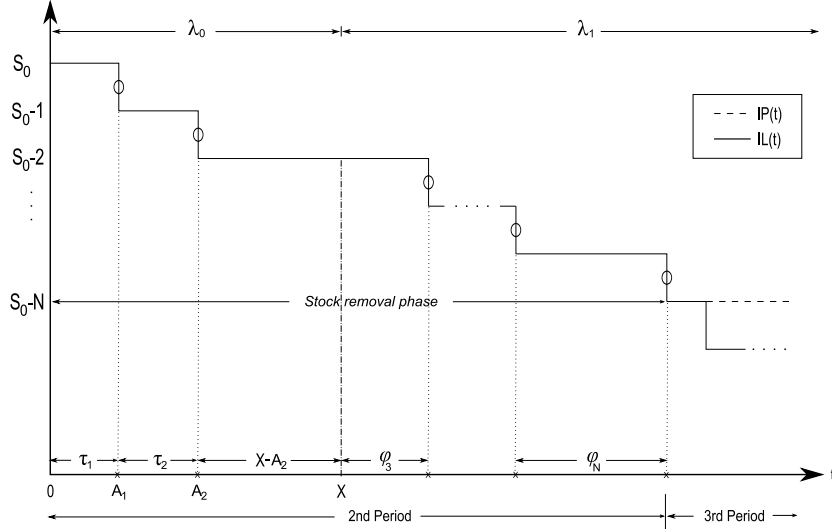 λ₀ λ₁
S₀
S₀-1
IP(t)
IL(t)
S₀-2
. . .
. . . .
S₀-N
Stock removal phase
. . . .
τ₁ τ₂ X-A₂ φ₃ φ_N
0 A₁ A₂ X t
2nd Period 3rd Period